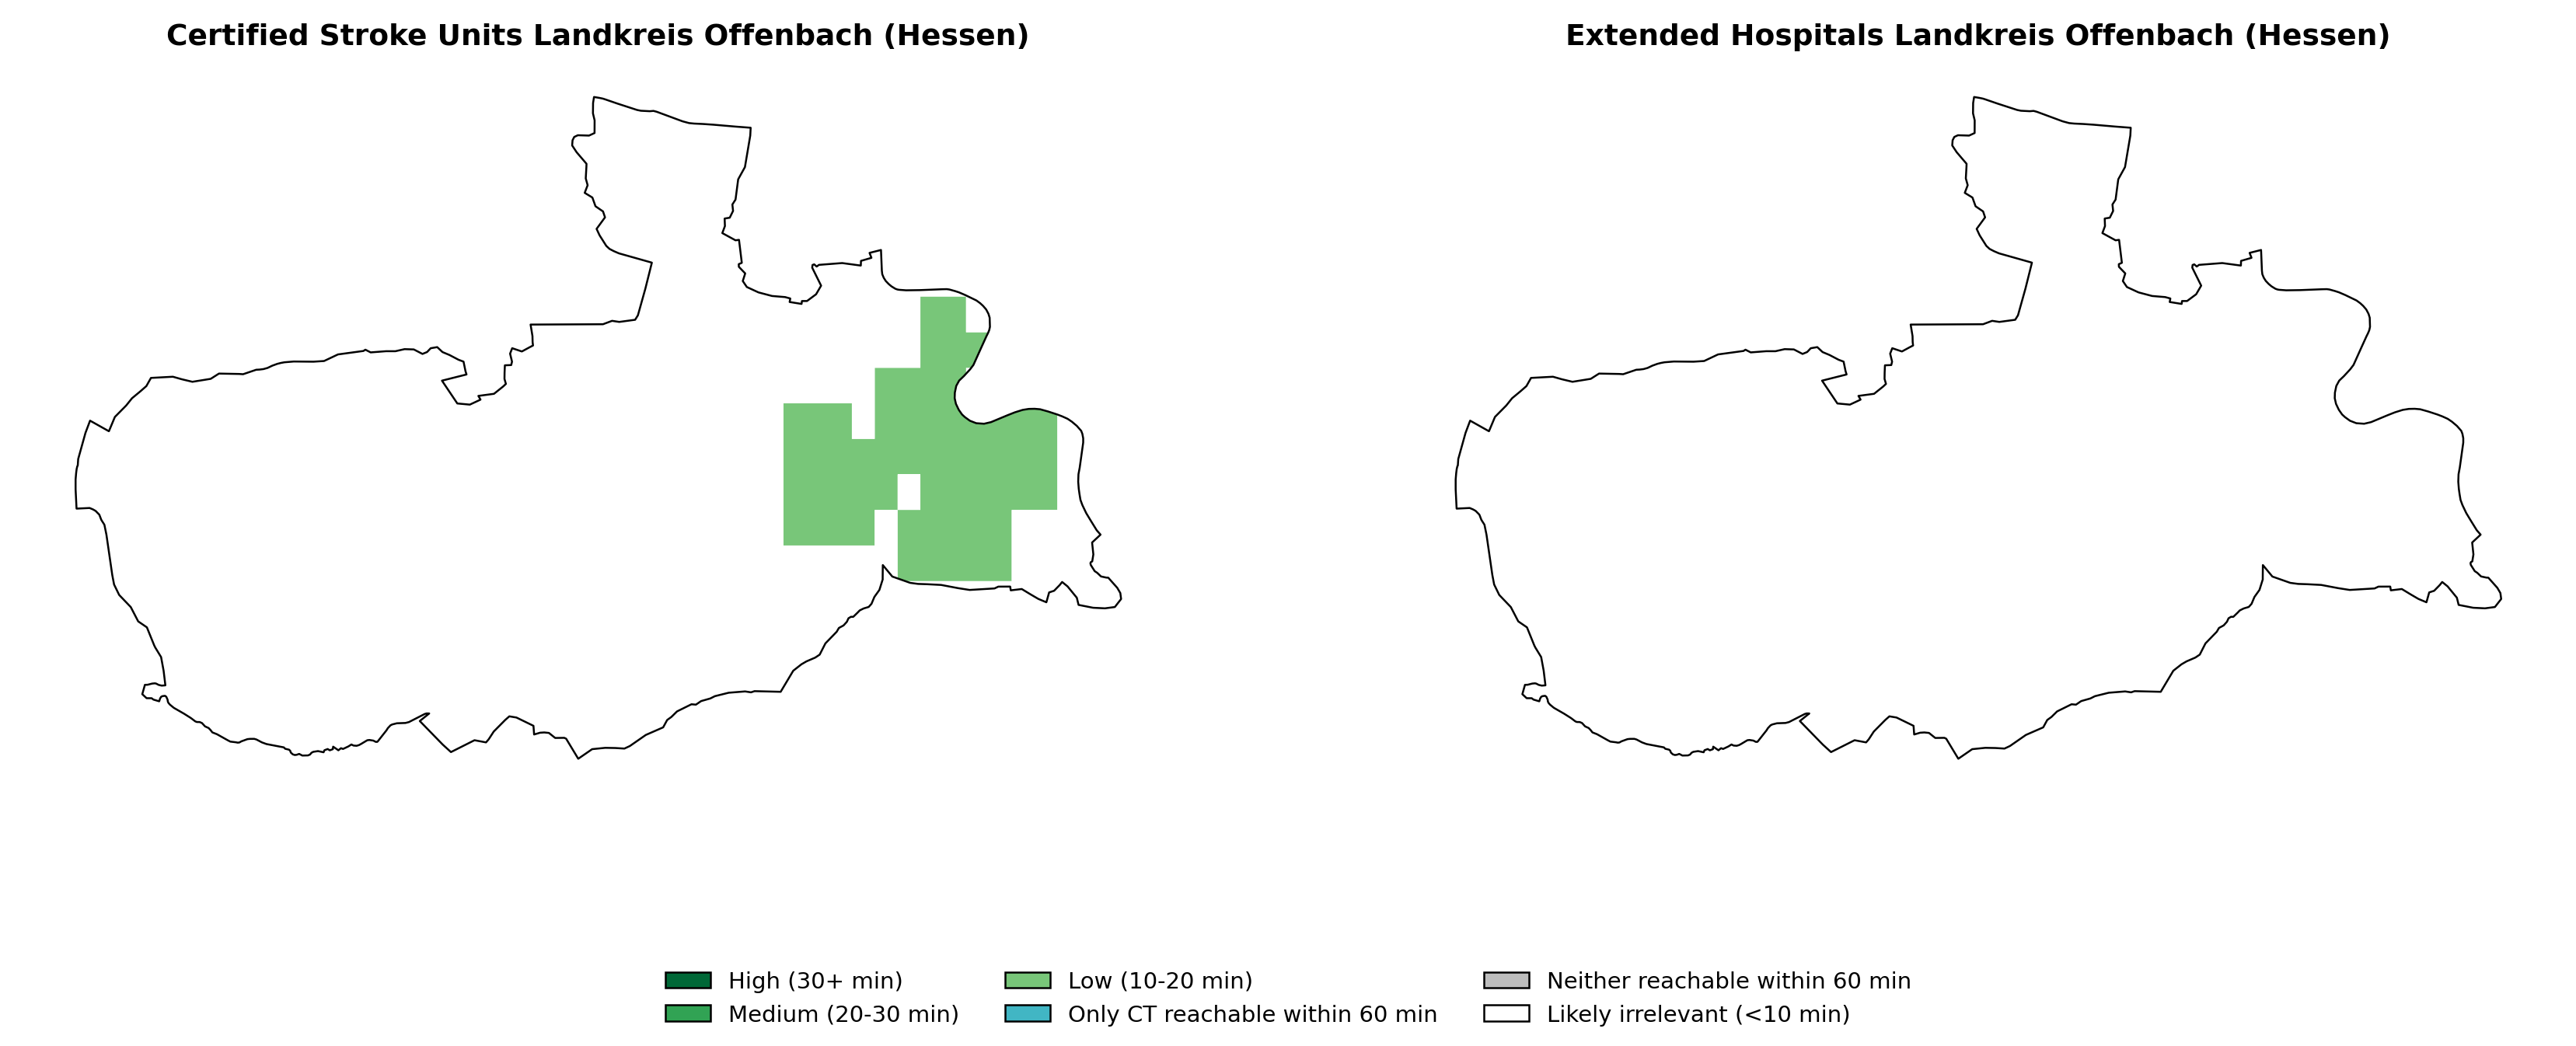 Certified Stroke Units Landkreis Offenbach (Hessen)
Extended Hospitals Landkreis Offenbach (Hessen)
High (30+ min)
Medium (20-30 min)
Low (10-20 min)
Only CT reachable within 60 min
Neither reachable within 60 min
Likely irrelevant (<10 min)